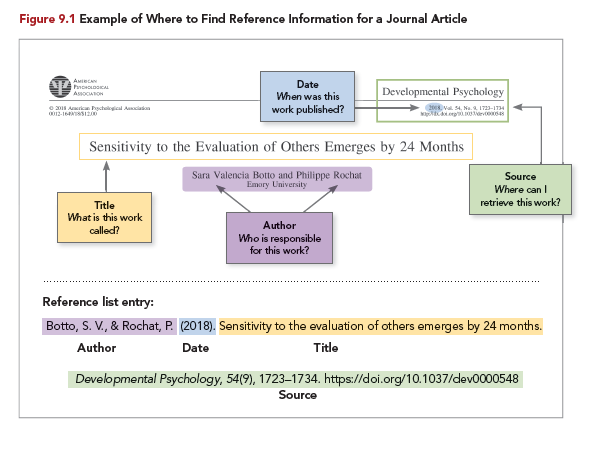 Figure 9.1 Example of Where to Find Reference Information for a Journal Article
AMERICAN
PSYCHOLOGICAL
ASSOCIATION
© 2018 American Psychological Association
0012-1649/18/$12.00
Date
When was this
work published?
Developmental Psychology
2018, Vol. 54, No. 9, 1723–1734
http://dx.doi.org/10.1037/dev0000548
Sensitivity to the Evaluation of Others Emerges by 24 Months
Sara Valencia Botto and Philippe Rochat
Emory University
Source
Where can I
retrieve this work?
Title
What is this work
called?
Author
Who is responsible
for this work?
Reference list entry:
Botto, S. V., & Rochat, P. (2018). Sensitivity to the evaluation of others emerges by 24 months.
Author Date Title
Developmental Psychology, 54(9), 1723–1734. https://doi.org/10.1037/dev0000548
Source